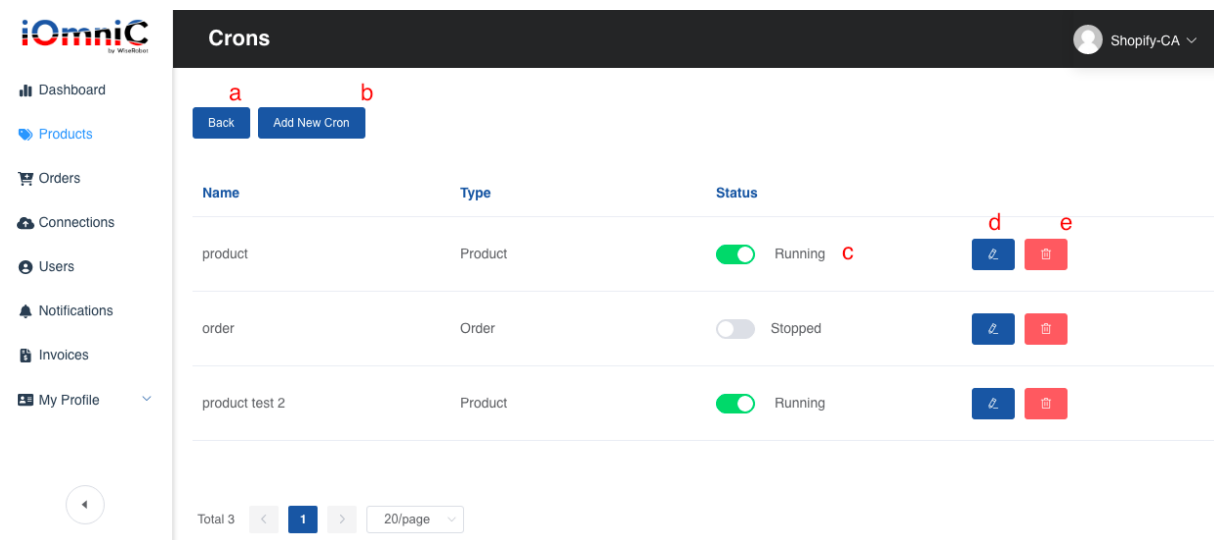 iOmniC
by WiseRobot
Crons
Shopify-CA
Dashboard
Products
Orders
Connections
Users
Notifications
Invoices
My Profile
a b
Back Add New Cron
Name Type Status
d e
product Product Running c
order Order Stopped
product test 2 Product Running
Total 3 < 1 > 20/page